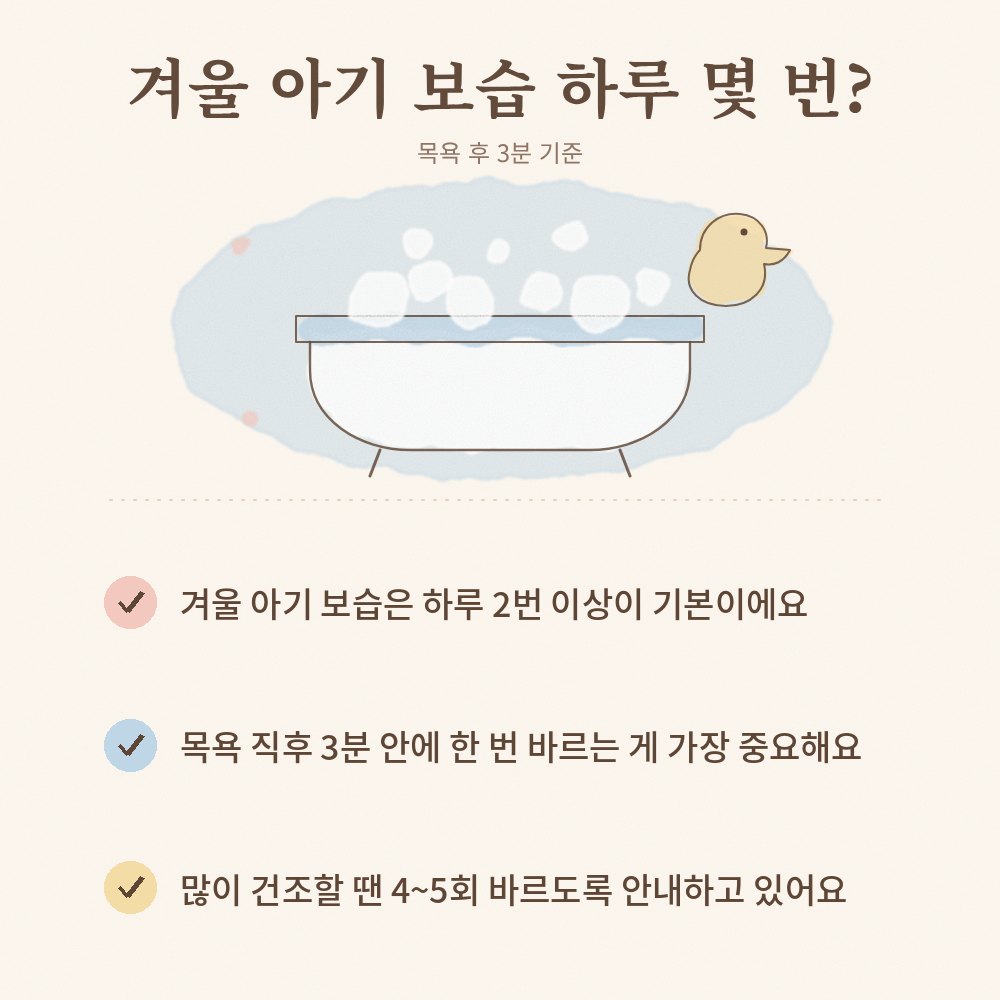 겨울 아기 보습 하루 몇 번?
목욕 후 3분 기준
겨울 아기 보습은 하루 2번 이상이 기본이에요
목욕 직후 3분 안에 한 번 바르는 게 가장 중요해요
많이 건조할 땐 4~5회 바르도록 안내하고 있어요